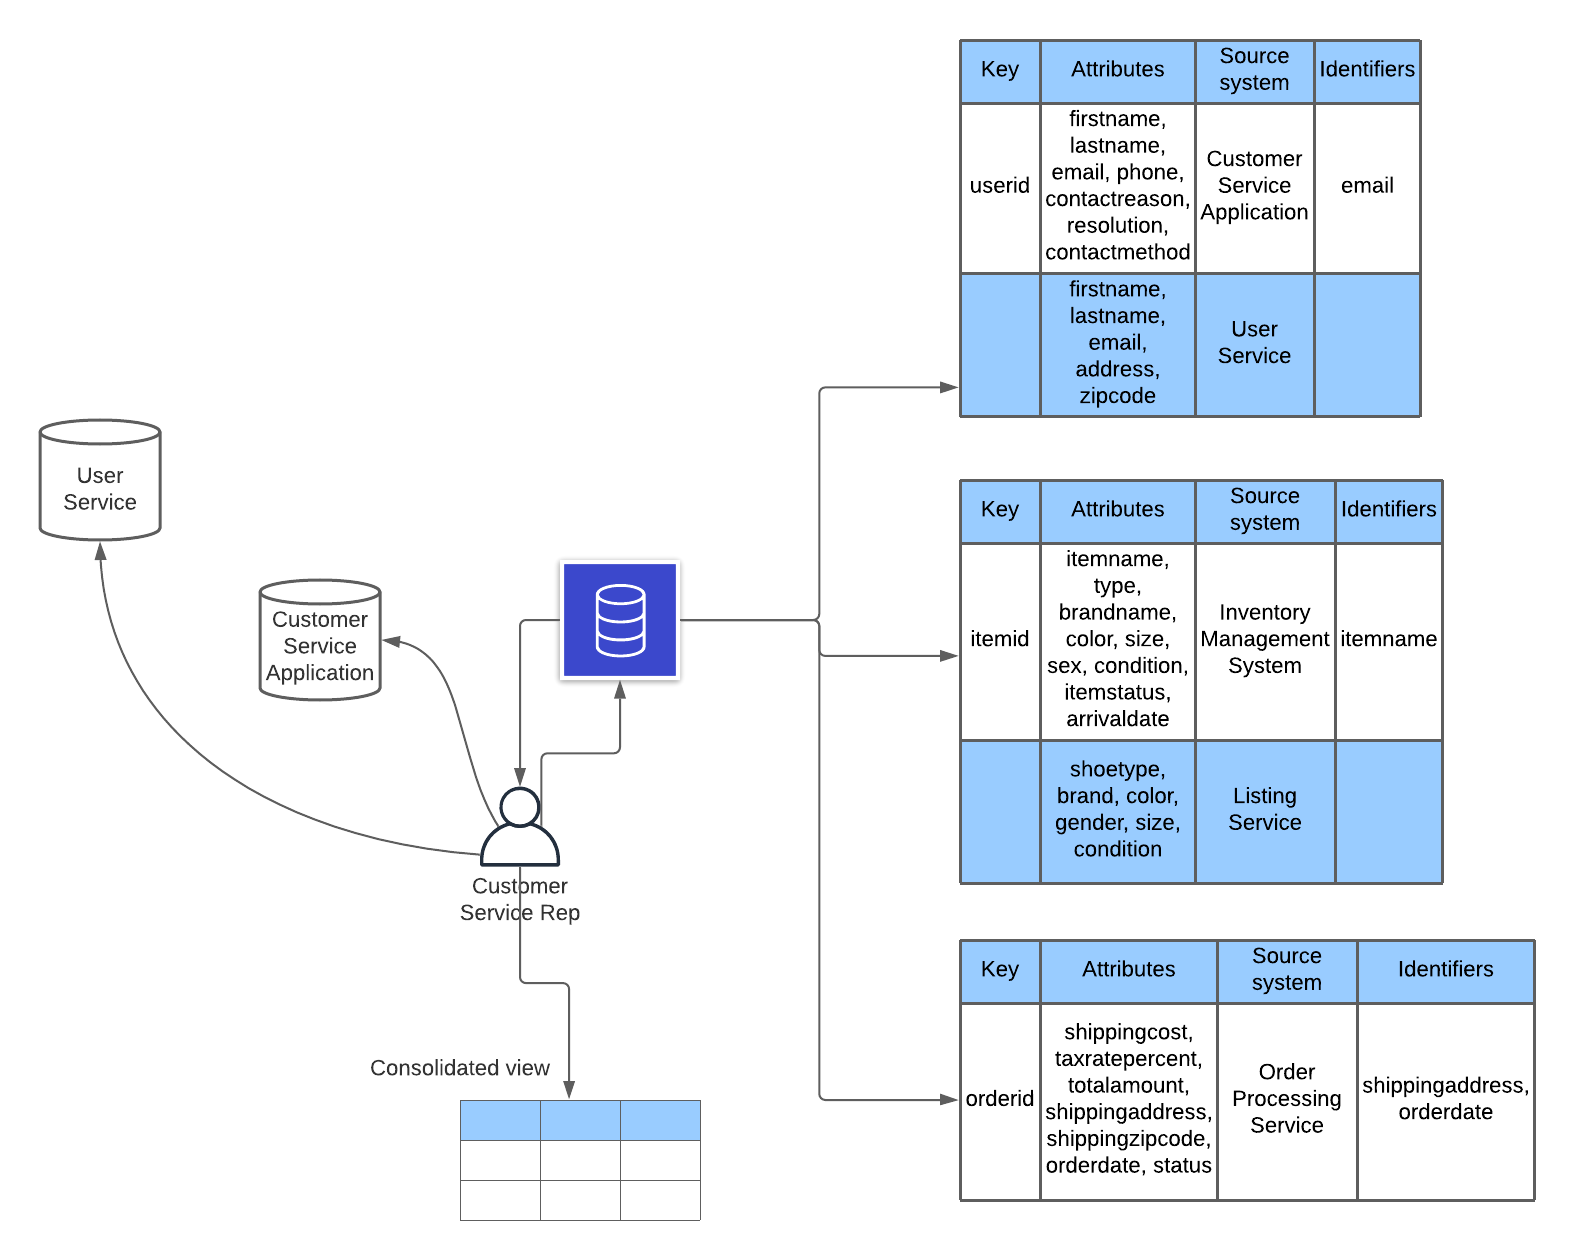 Key
Attributes
Source
system
Identifiers
userid
firstname,
lastname,
email, phone,
contactreason,
resolution,
contactmethod
Customer
Service
Application
email
firstname,
lastname,
email,
address,
zipcode
User
Service
User
Service
Customer
Service
Application
Key
Attributes
Source
system
Identifiers
itemid
itemname,
type,
brandname,
color, size,
sex, condition,
itemstatus,
arrivaldate
Inventory
Management
System
itemname
shoetype,
brand, color,
gender, size,
condition
Listing
Service
Customer
Service Rep
Consolidated view
Key
Attributes
Source
system
Identifiers
orderid
shippingcost,
taxratepercent,
totalamount,
shippingaddress,
shippingzipcode,
orderdate, status
Order
Processing
Service
shippingaddress,
orderdate